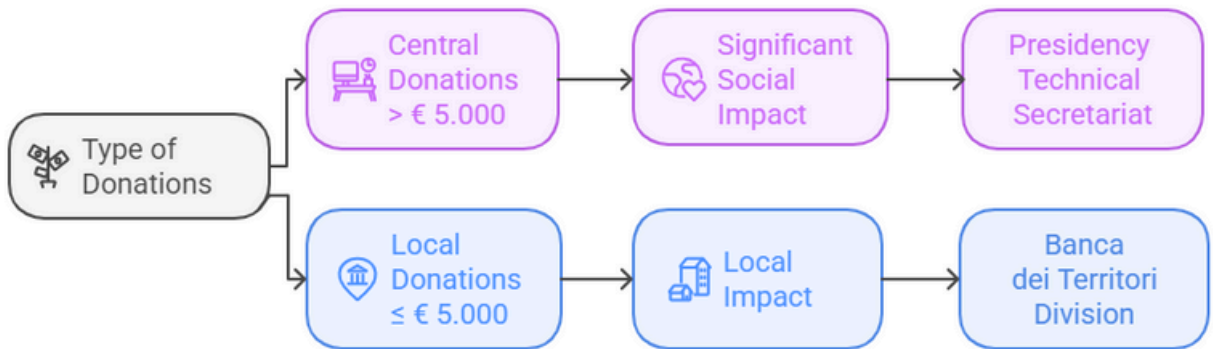 Type of
Donations
Central
Donations
> € 5.000
Significant
Social
Impact
Presidency
Technical
Secretariat
Local
Donations
≤ € 5.000
Local
Impact
Banca
dei Territori
Division